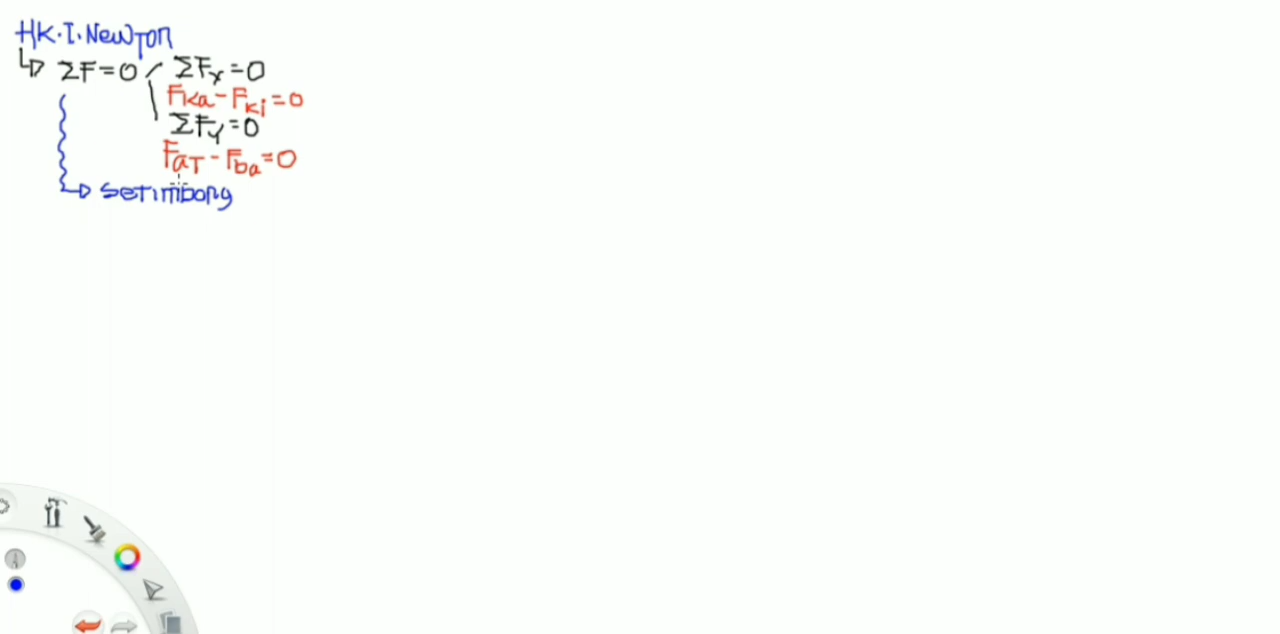 HK.I.NewTon
ΣF=0
ΣFx=0
Fka-Fki=0
ΣFy=0
FaT-Fba=0
seTimbang